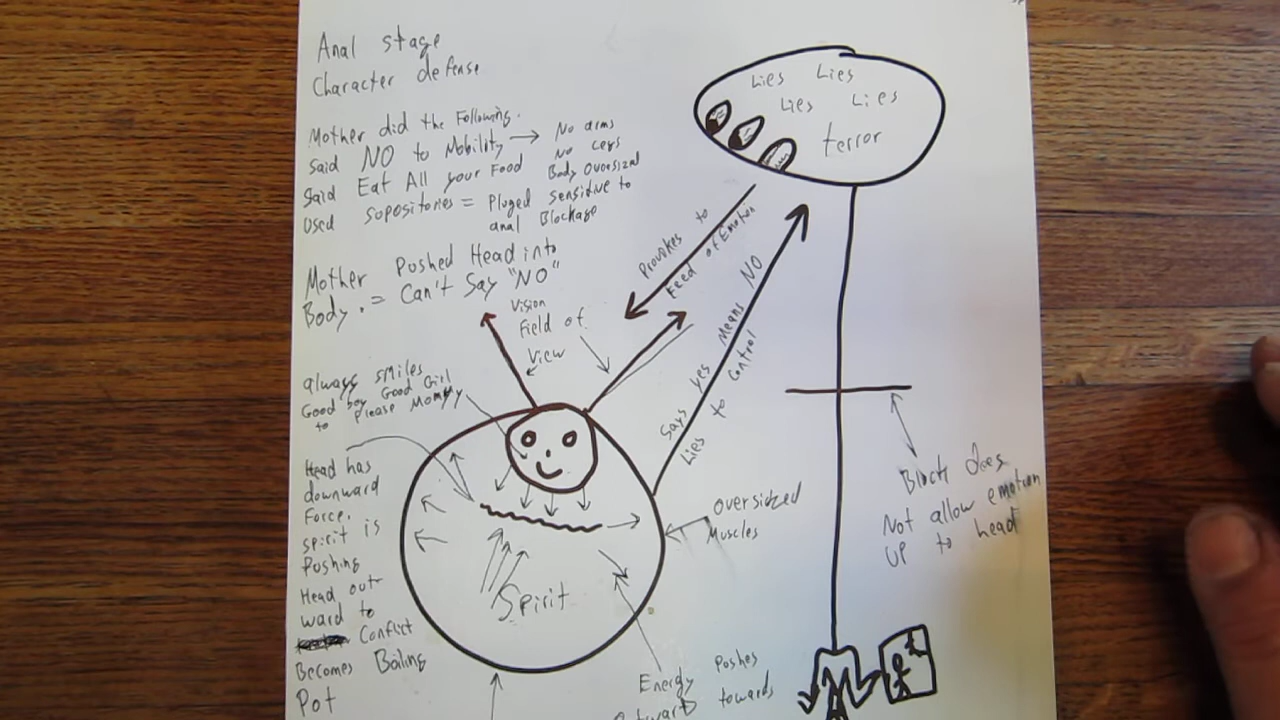 Anal stage
Character defense
Mother did the Following.
Said NO to Mobility → No arms
No legs
Said Eat All your Food Body oversized
Used sopositories = Pluged sensitive to
anal Blockage
Mother Pushed Head into
Body. = Can't Say "NO"
Vision
Field of
View
always smiles
Good boy Good Girl
to please Mommy
Head has
downward
Force.
spirit is
Pushing
Head out-
ward to
Conflict
Becomes Boiling
Pot
Lies Lies
Lies Lies
terror
Provokes to
Feed of Emotion
Says yes Means NO
Lies to control
oversized
Muscles
Spirit
Block does
Not allow emotion
UP to head
Energy Poshes
outward towards